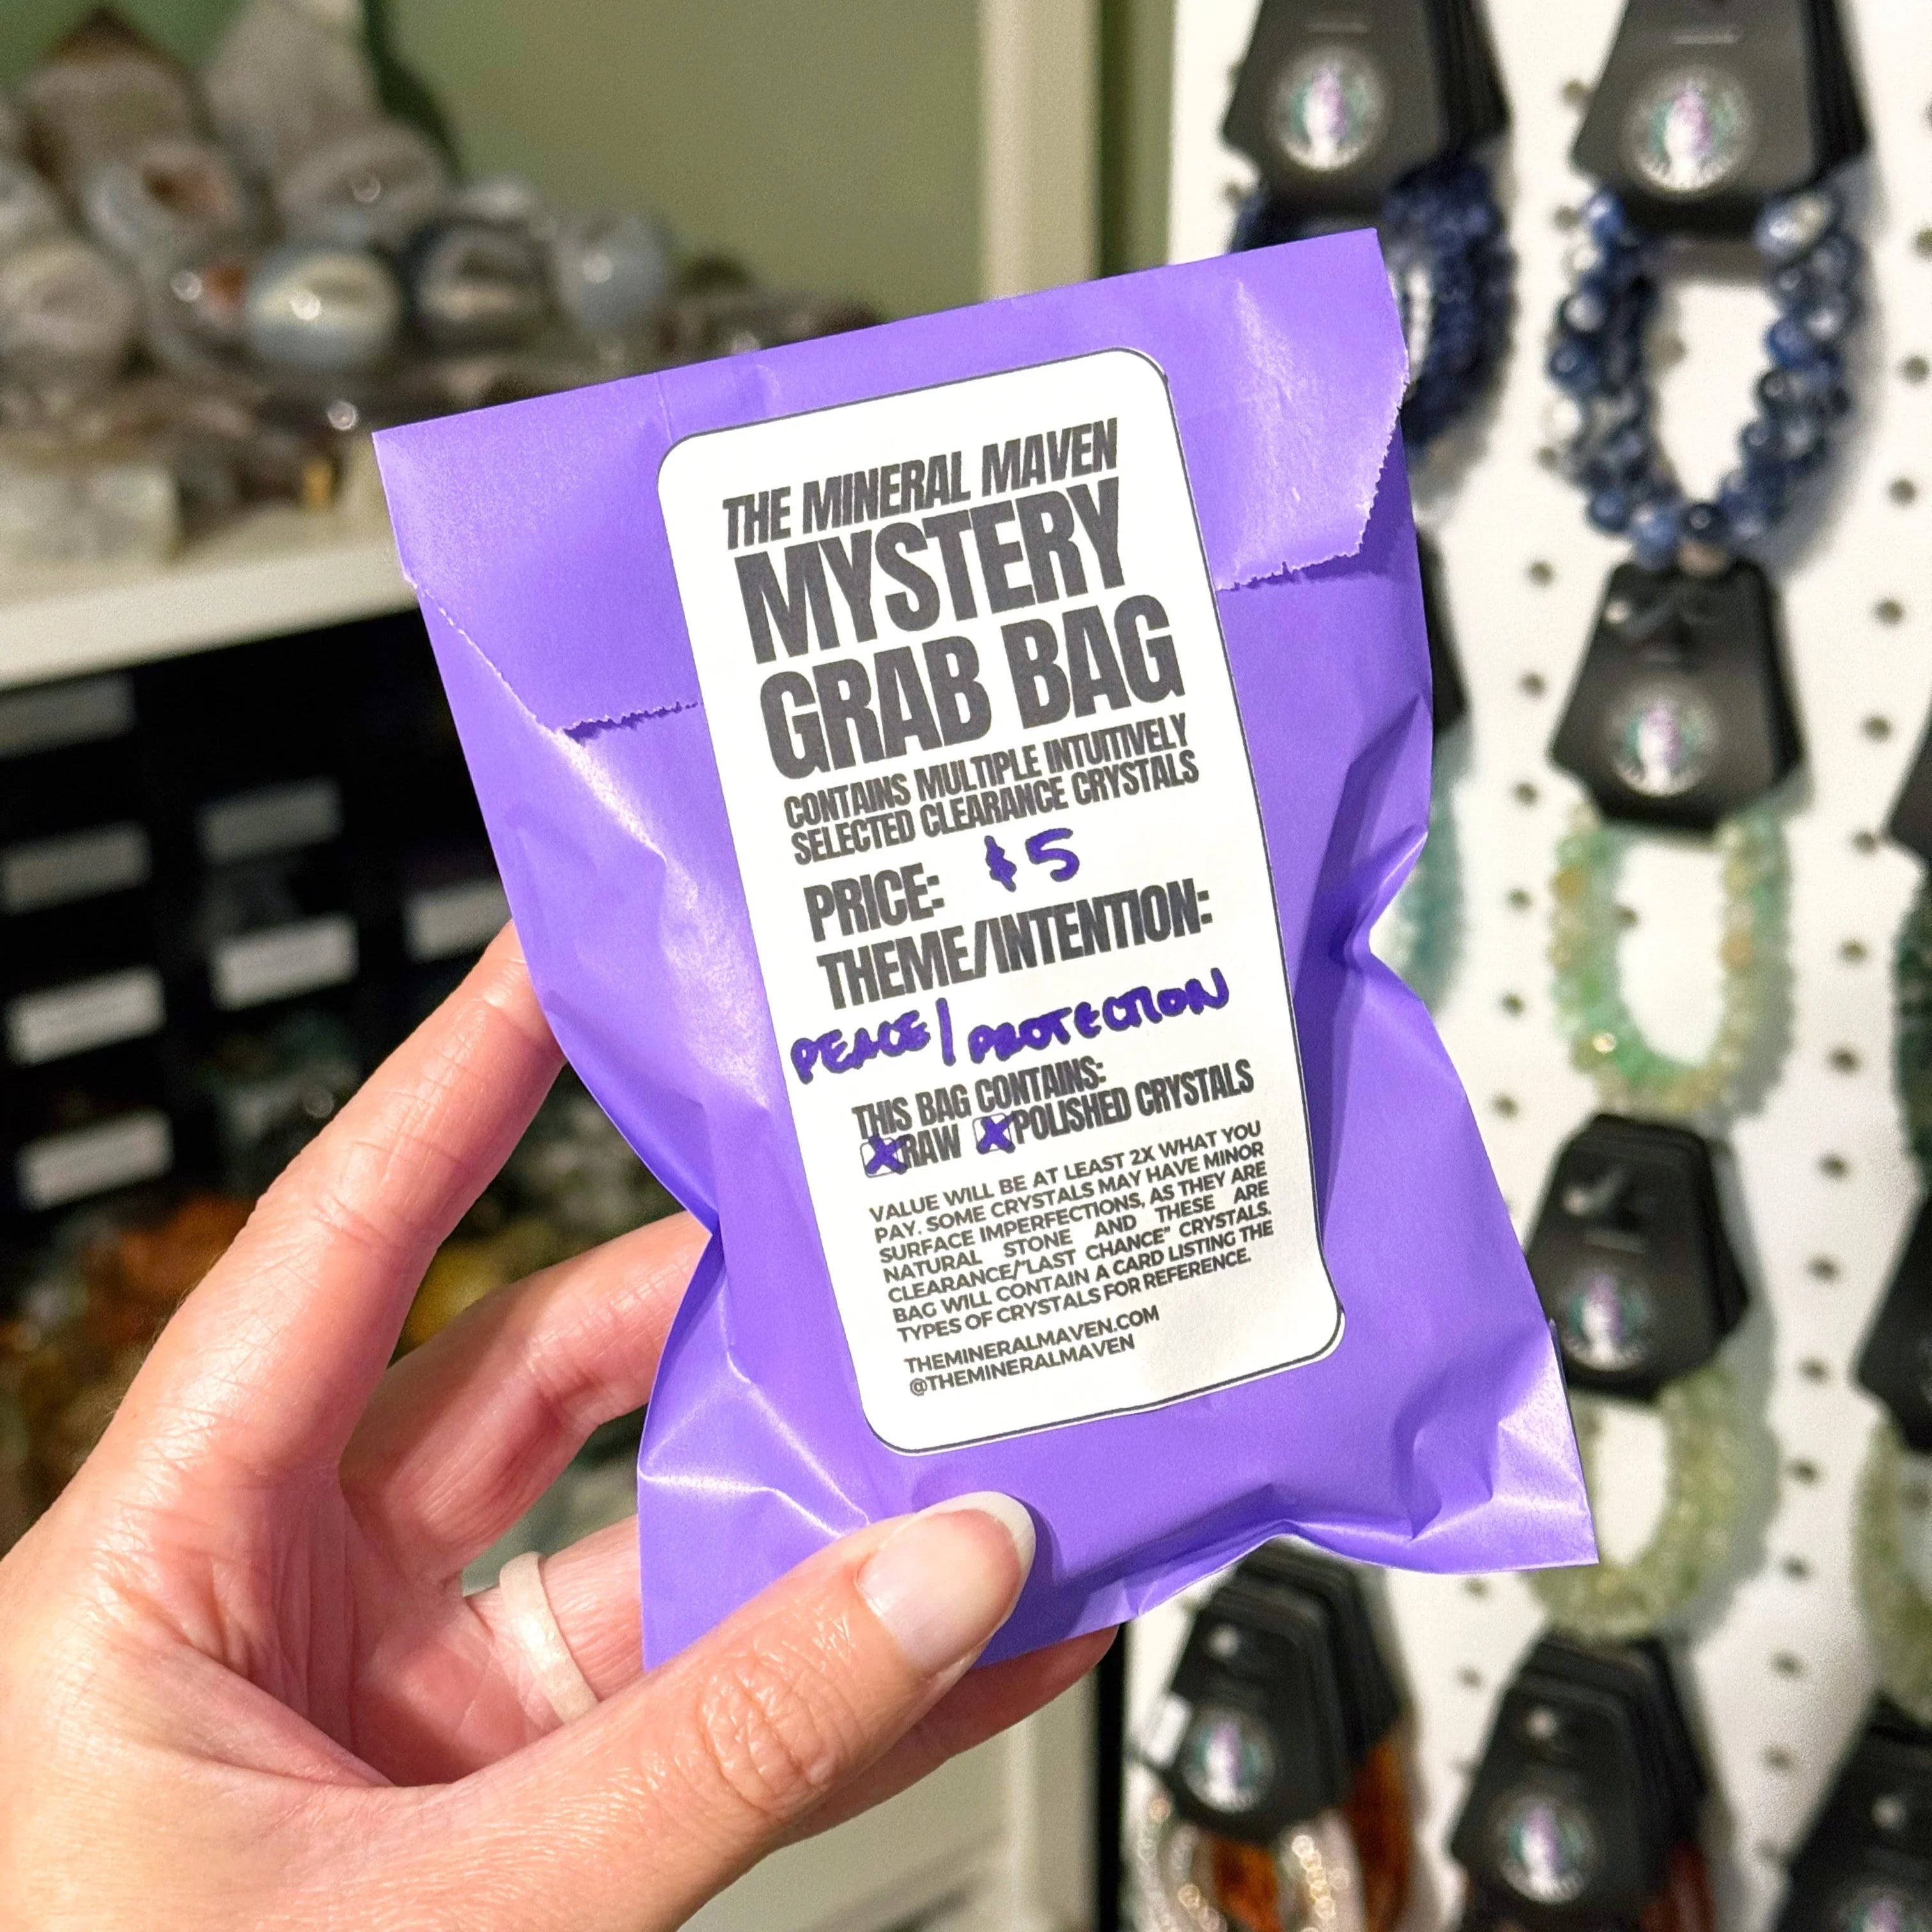 THE MINERAL MAVEN
MYSTERY
GRAB BAG
CONTAINS MULTIPLE INTUITIVELY
SELECTED CLEARANCE CRYSTALS
PRICE: $5
THEME/INTENTION:
PEACE/PROTECTION
THIS BAG CONTAINS:
RAW POLISHED CRYSTALS
VALUE WILL BE AT LEAST 2X WHAT YOU
PAY. SOME CRYSTALS MAY HAVE MINOR
SURFACE IMPERFECTIONS, AS THEY ARE
NATURAL STONE AND THESE ARE
CLEARANCE/"LAST CHANCE" CRYSTALS.
BAG WILL CONTAIN A CARD LISTING THE
TYPES OF CRYSTALS FOR REFERENCE.
THEMINERALMAVEN.COM
@THEMINERALMAVEN